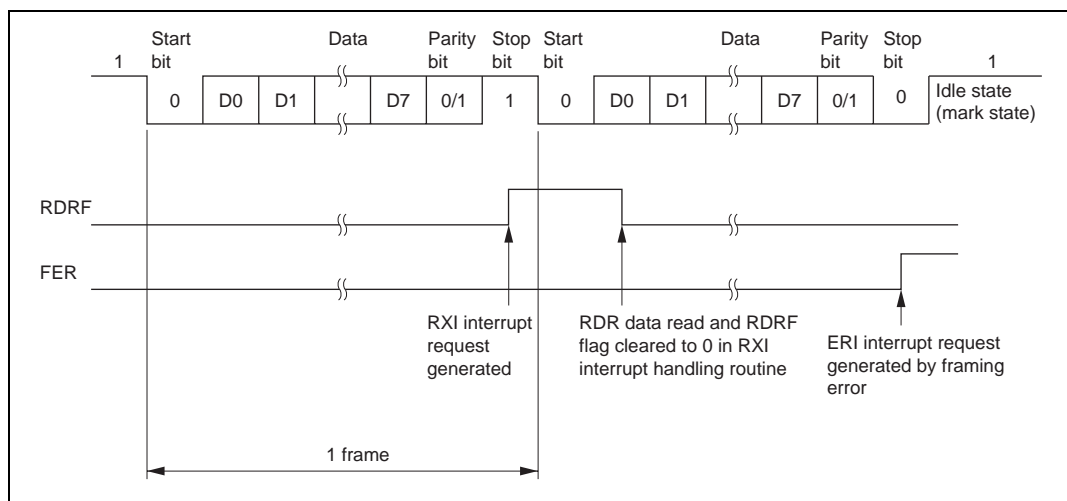 1
Start
bit
Data
Parity
bit
Stop
bit
Start
bit
Data
Parity
bit
Stop
bit
1
0 D0 D1 D7 0/1 1 0 D0 D1 D7 0/1 0
Idle state
(mark state)
RDRF
FER
RXI interrupt
request
generated
RDR data read and RDRF
flag cleared to 0 in RXI
interrupt handling routine
ERI interrupt request
generated by framing
error
1 frame